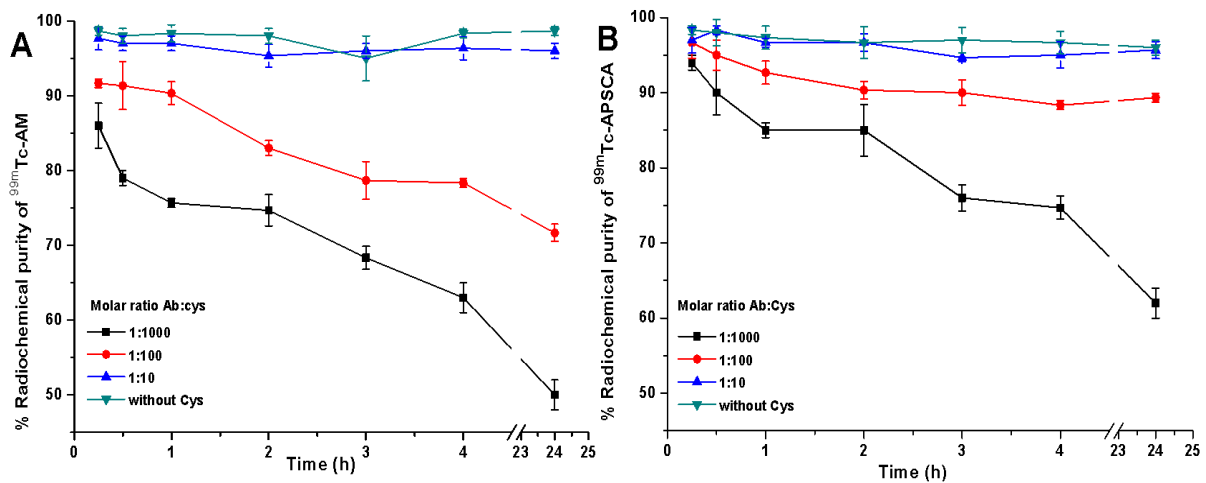 A
% Radiochemical purity of 99mTc-AM
100
90
80
70
60
50
Molar ratio Ab:cys
1:1000
1:100
1:10
without Cys
0 1 2 3 4 23 24 25
Time (h)
B
% Radiochemical purity of 99mTc-APSCA
100
90
80
70
60
50
Molar ratio Ab:Cys
1:1000
1:100
1:10
without Cys
0 1 2 3 4 23 24 25
Time (h)